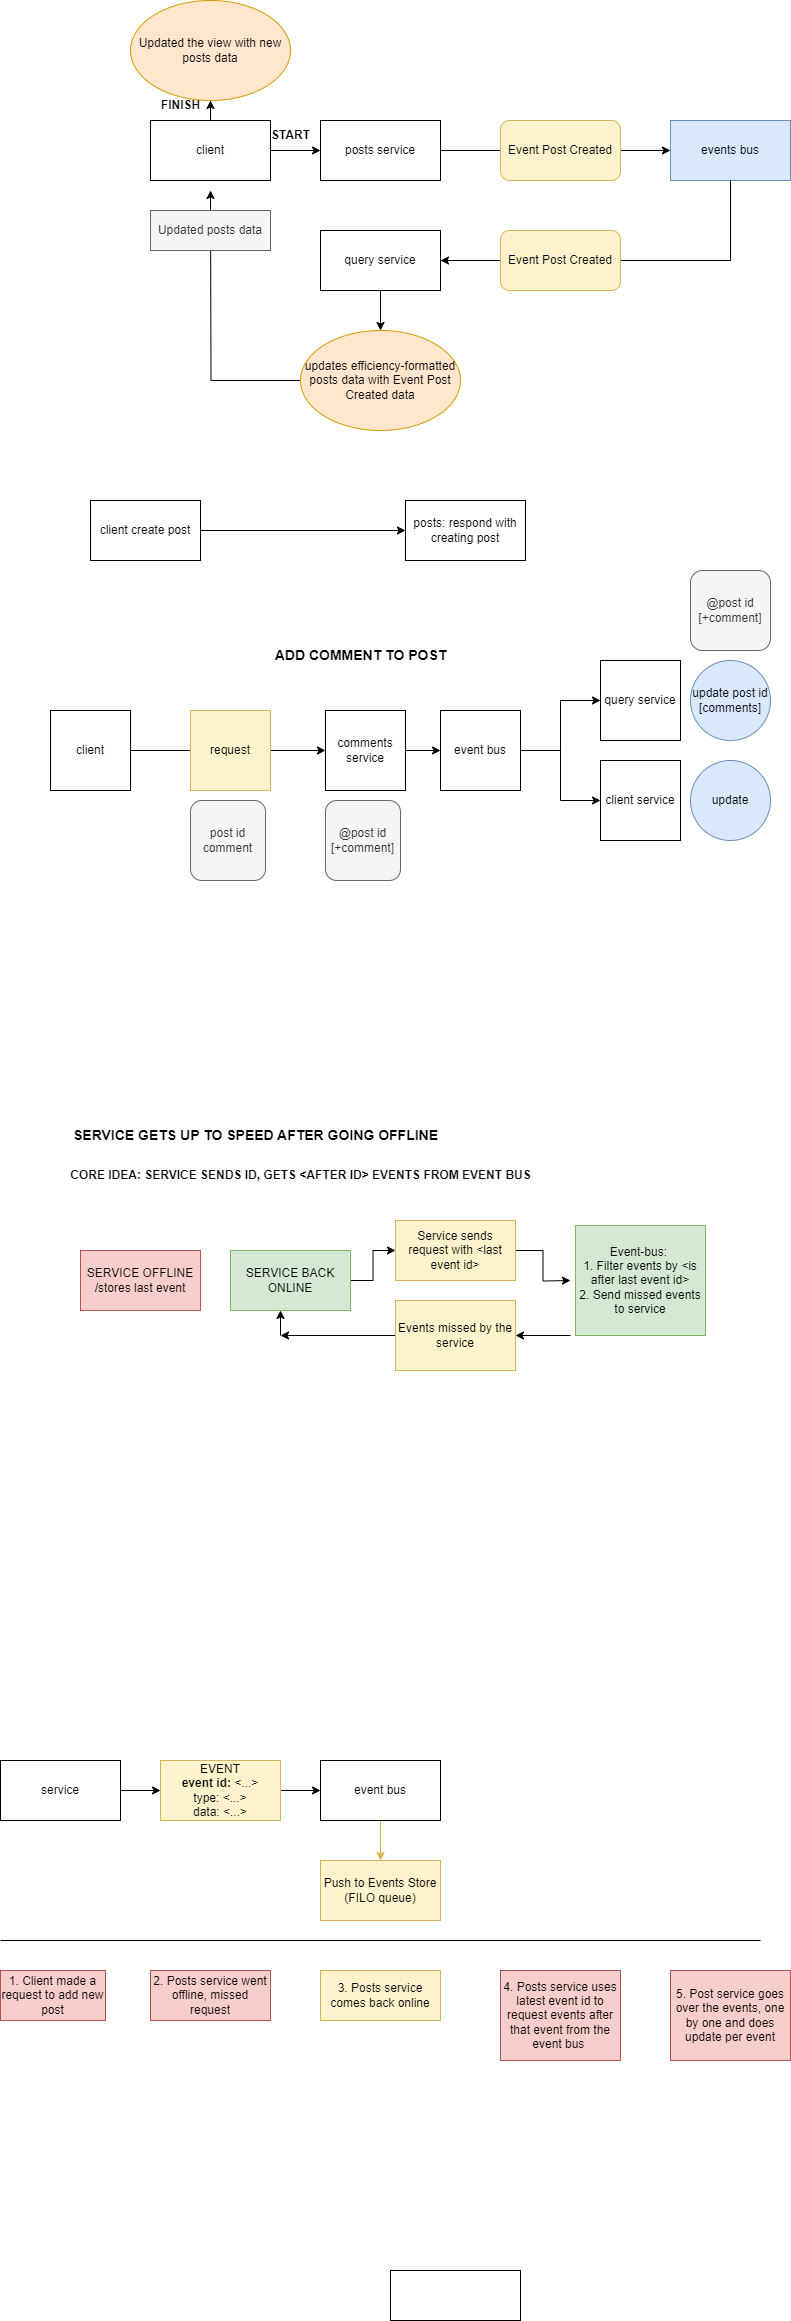 Updated the view with new
posts data
FINISH
START
client
posts service
Event Post Created
events bus
Updated posts data
query service
Event Post Created
updates efficiency-formatted
posts data with Event Post
Created data
client create post
posts: respond with
creating post
@post id
[+comment]
ADD COMMENT TO POST
query service
update post id
[comments]
client
request
comments
service
event bus
client service
update
post id
comment
@post id
[+comment]
SERVICE GETS UP TO SPEED AFTER GOING OFFLINE
CORE IDEA: SERVICE SENDS ID, GETS <AFTER ID> EVENTS FROM EVENT BUS
SERVICE OFFLINE
/stores last event
SERVICE BACK
ONLINE
Service sends
request with <last
event id>
Event-bus:
1. Filter events by <is
after last event id>
2. Send missed events
to service
Events missed by the
service
service
EVENT
event id: <...>
type: <...>
data: <...>
event bus
Push to Events Store
(FILO queue)
1. Client made a
request to add new
post
2. Posts service went
offline, missed
request
3. Posts service
comes back online
4. Posts service uses
latest event id to
request events after
that event from the
event bus
5. Post service goes
over the events, one
by one and does
update per event